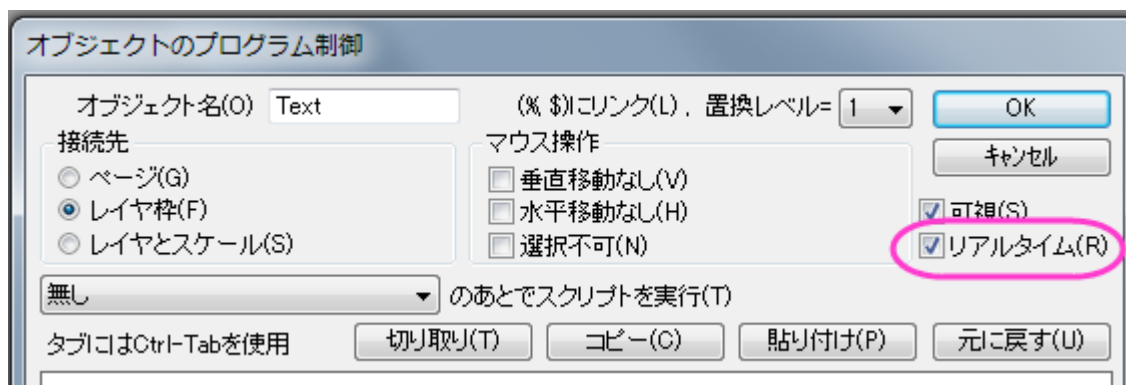 オブジェクトのプログラム制御
オブジェクト名(O) Text (%, $)にリンク(L) , 置換レベル= 1 OK
接続先 マウス操作 キャンセル
ページ(G) 垂直移動なし(V)
レイヤ枠(F) 水平移動なし(H) 可視(S)
レイヤとスケール(S) 選択不可(N) リアルタイム(R)
無し のあとでスクリプトを実行(T)
タブにはCtrl-Tabを使用 切り取り(T) コピー(C) 貼り付け(P) 元に戻す(U)